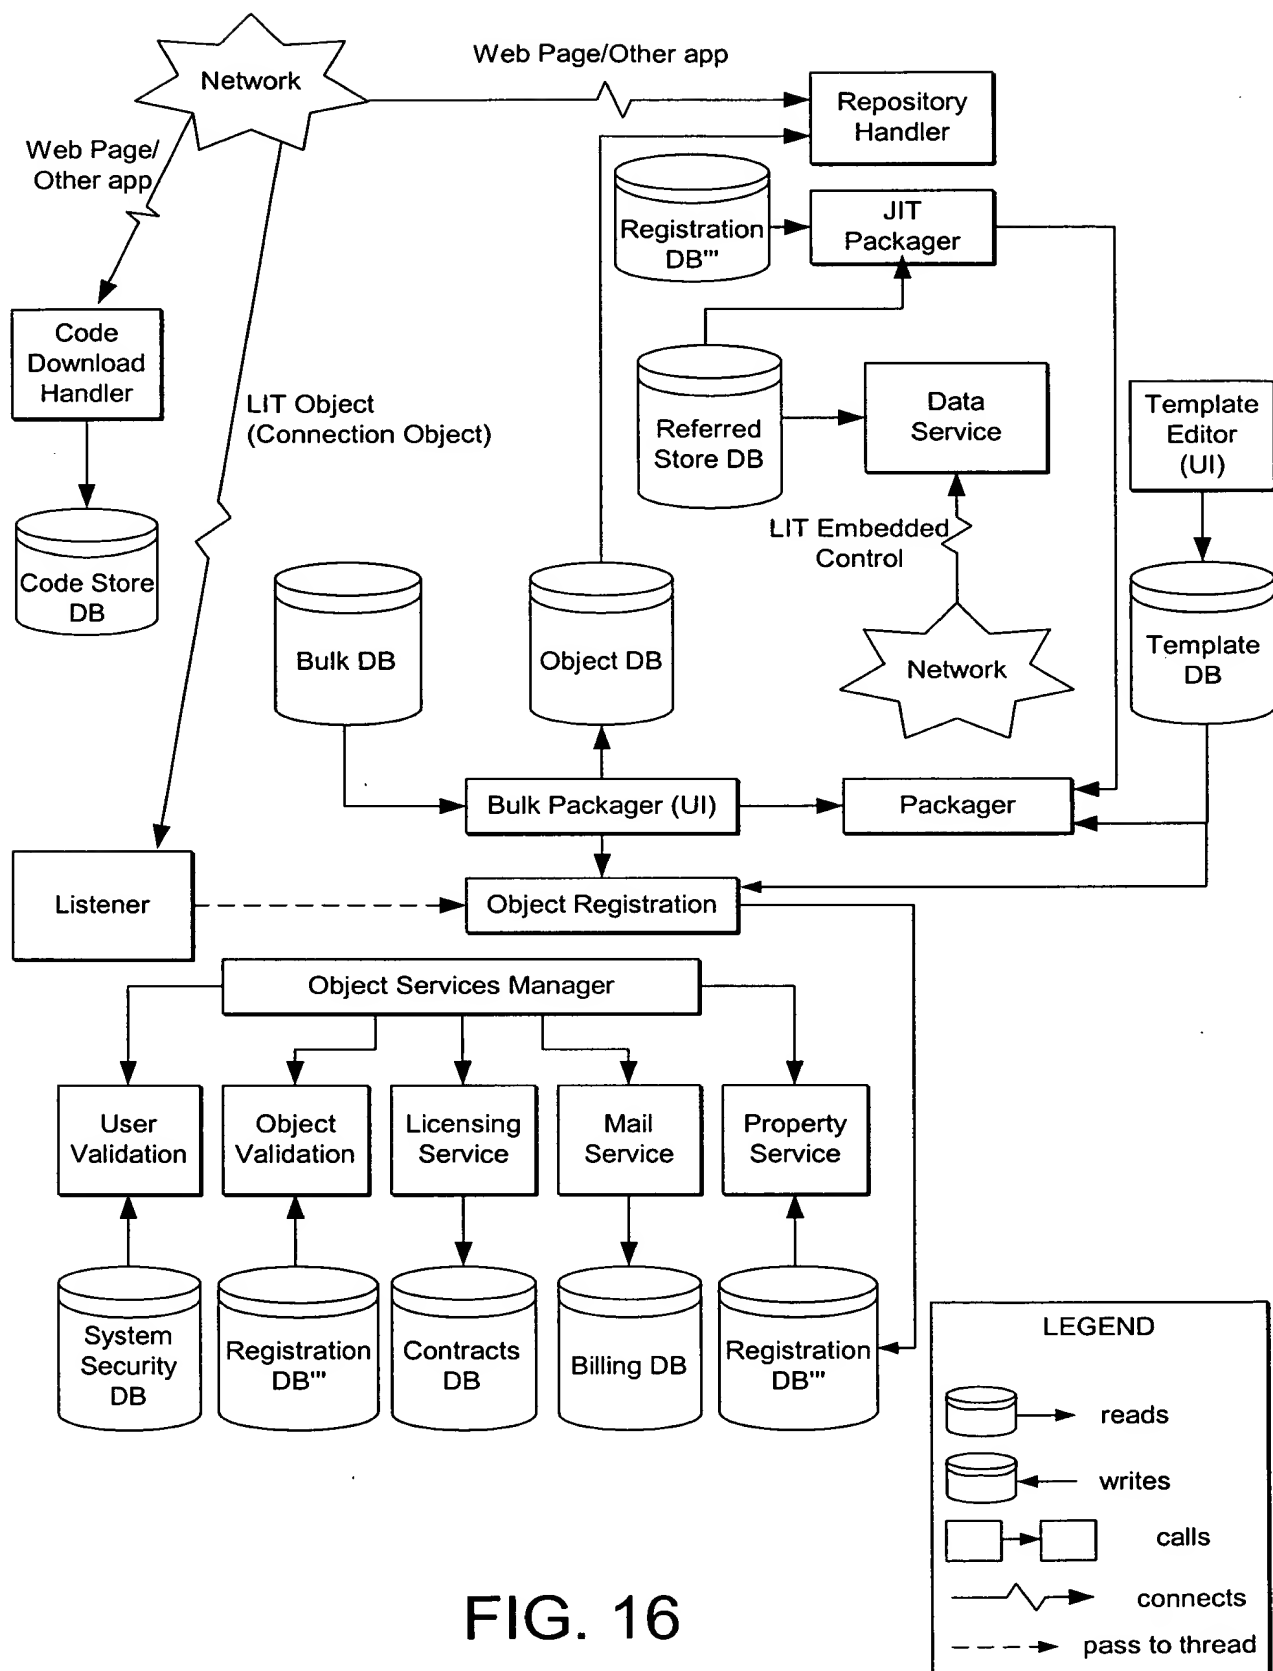 Web Page/Other app
Network
Repository
Handler
Web Page/
Other app
Registration
DB'''
JIT
Packager
Code
Download
Handler
LIT Object
(Connection Object)
Referred
Store DB
Data
Service
Template
Editor
(UI)
LIT Embedded
Control
Code Store
DB
Bulk DB
Object DB
Network
Template
DB
Bulk Packager (UI)
Packager
Listener
Object Registration
Object Services Manager
User
Validation
Object
Validation
Licensing
Service
Mail
Service
Property
Service
System
Security
DB
Registration
DB'''
Contracts
DB
Billing DB
Registration
DB'''
LEGEND
reads
writes
calls
connects
pass to thread
FIG. 16